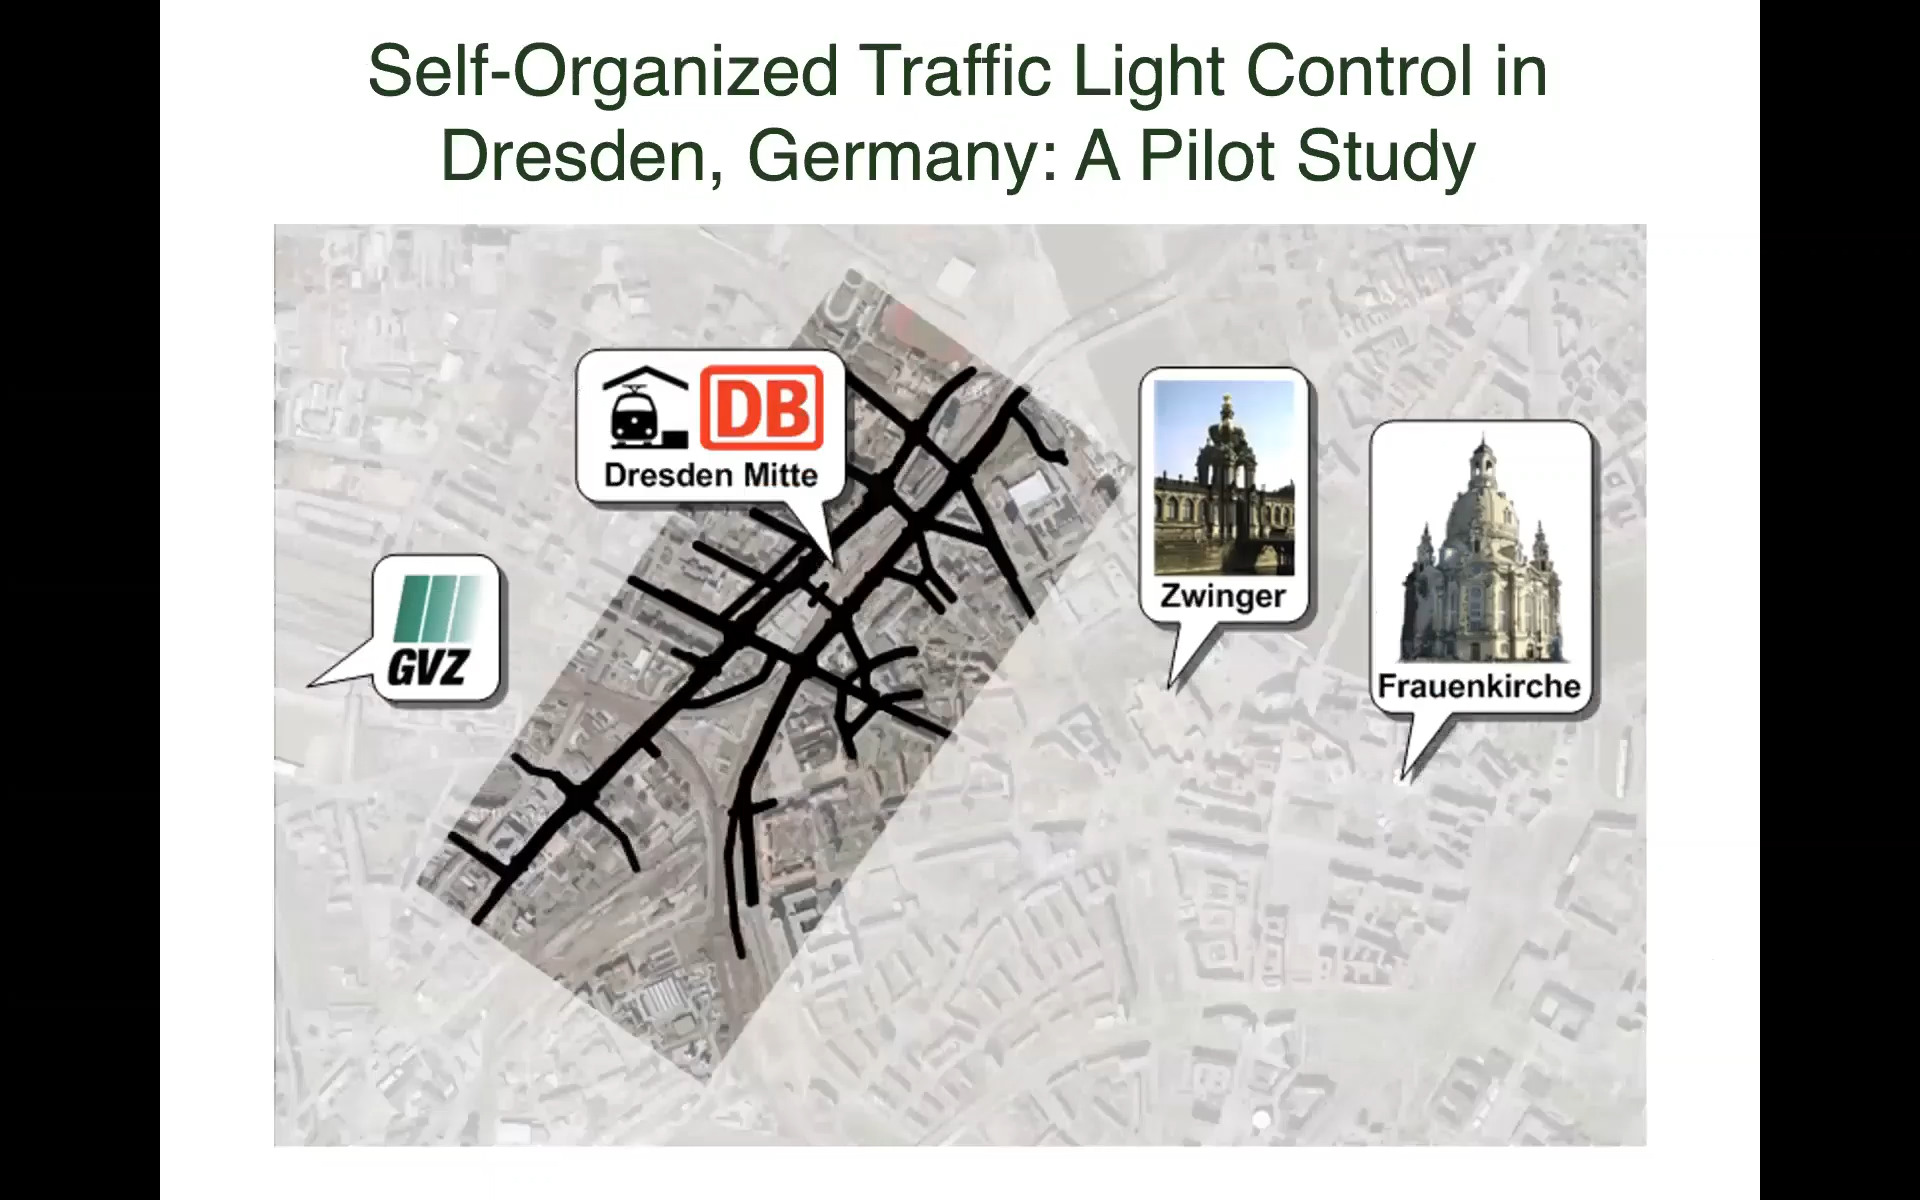 Self-Organized Traffic Light Control in
Dresden, Germany: A Pilot Study
DB
Dresden Mitte
Zwinger
Frauenkirche
GVZ